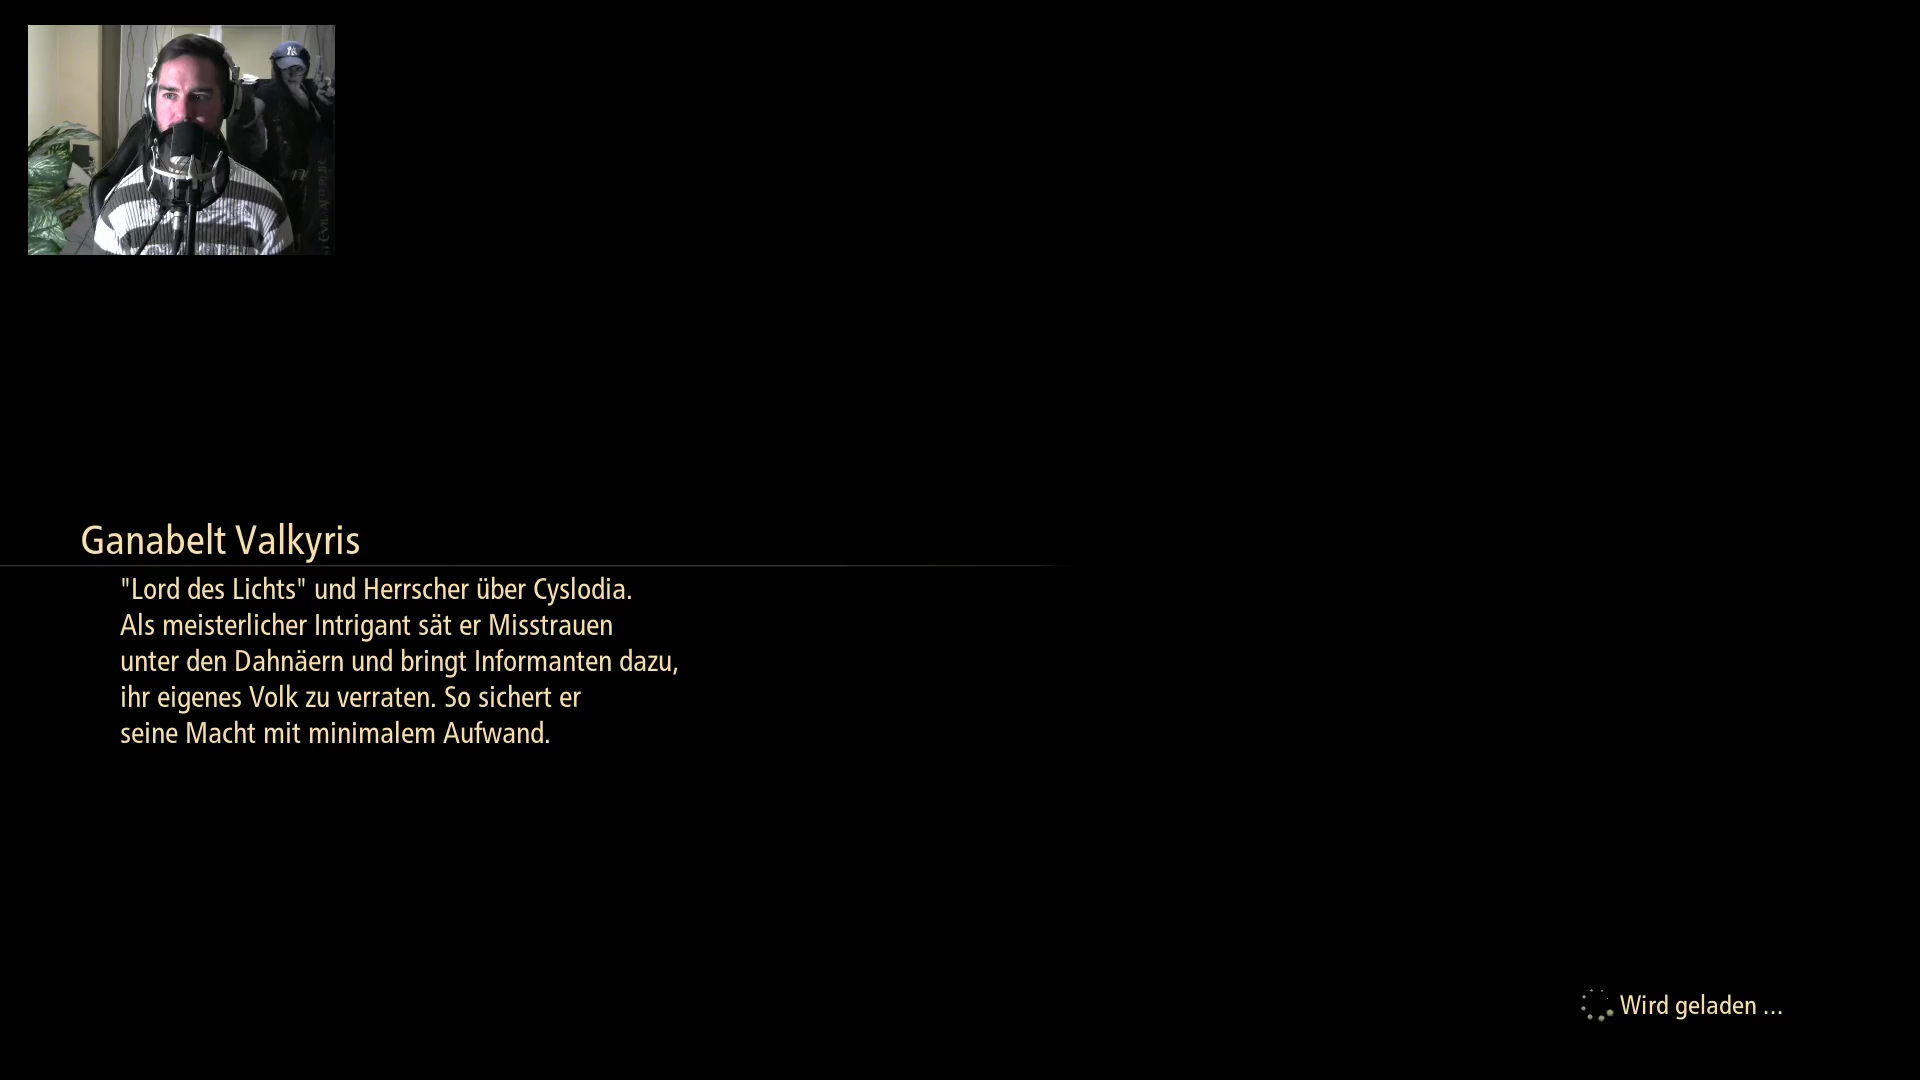 Ganabelt Valkyris
"Lord des Lichts" und Herrscher über Cyslodia.
Als meisterlicher Intrigant sät er Misstrauen
unter den Dahnäern und bringt Informanten dazu,
ihr eigenes Volk zu verraten. So sichert er
seine Macht mit minimalem Aufwand.
Wird geladen ...